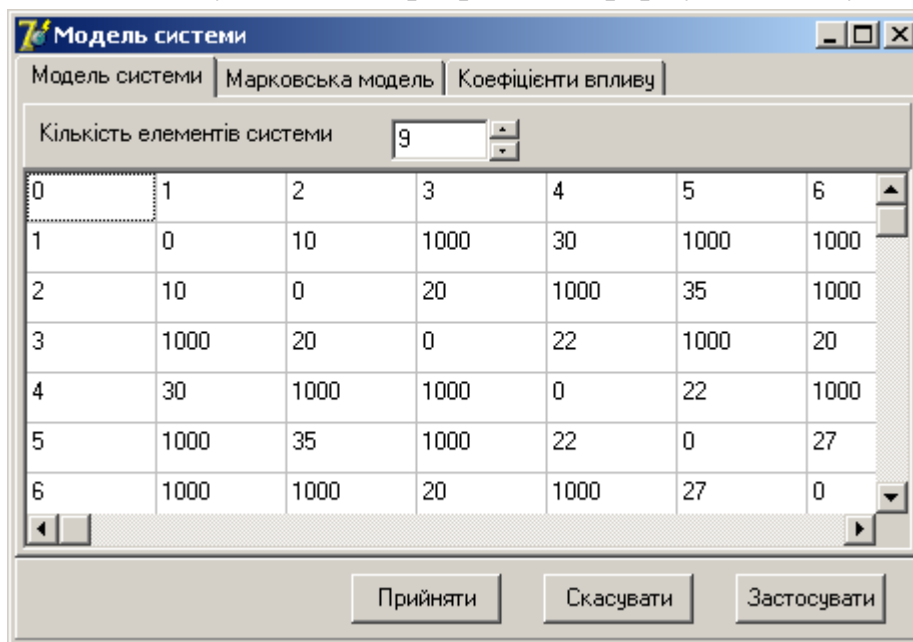 Модель системи
Модель системи Марковська модель Коефіцієнти впливу
Кількість елементів системи 9
0 1 2 3 4 5 6
1 0 10 1000 30 1000 1000
2 10 0 20 1000 35 1000
3 1000 20 0 22 1000 20
4 30 1000 1000 0 22 1000
5 1000 35 1000 22 0 27
6 1000 1000 20 1000 27 0
Прийняти Скасувати Застосувати